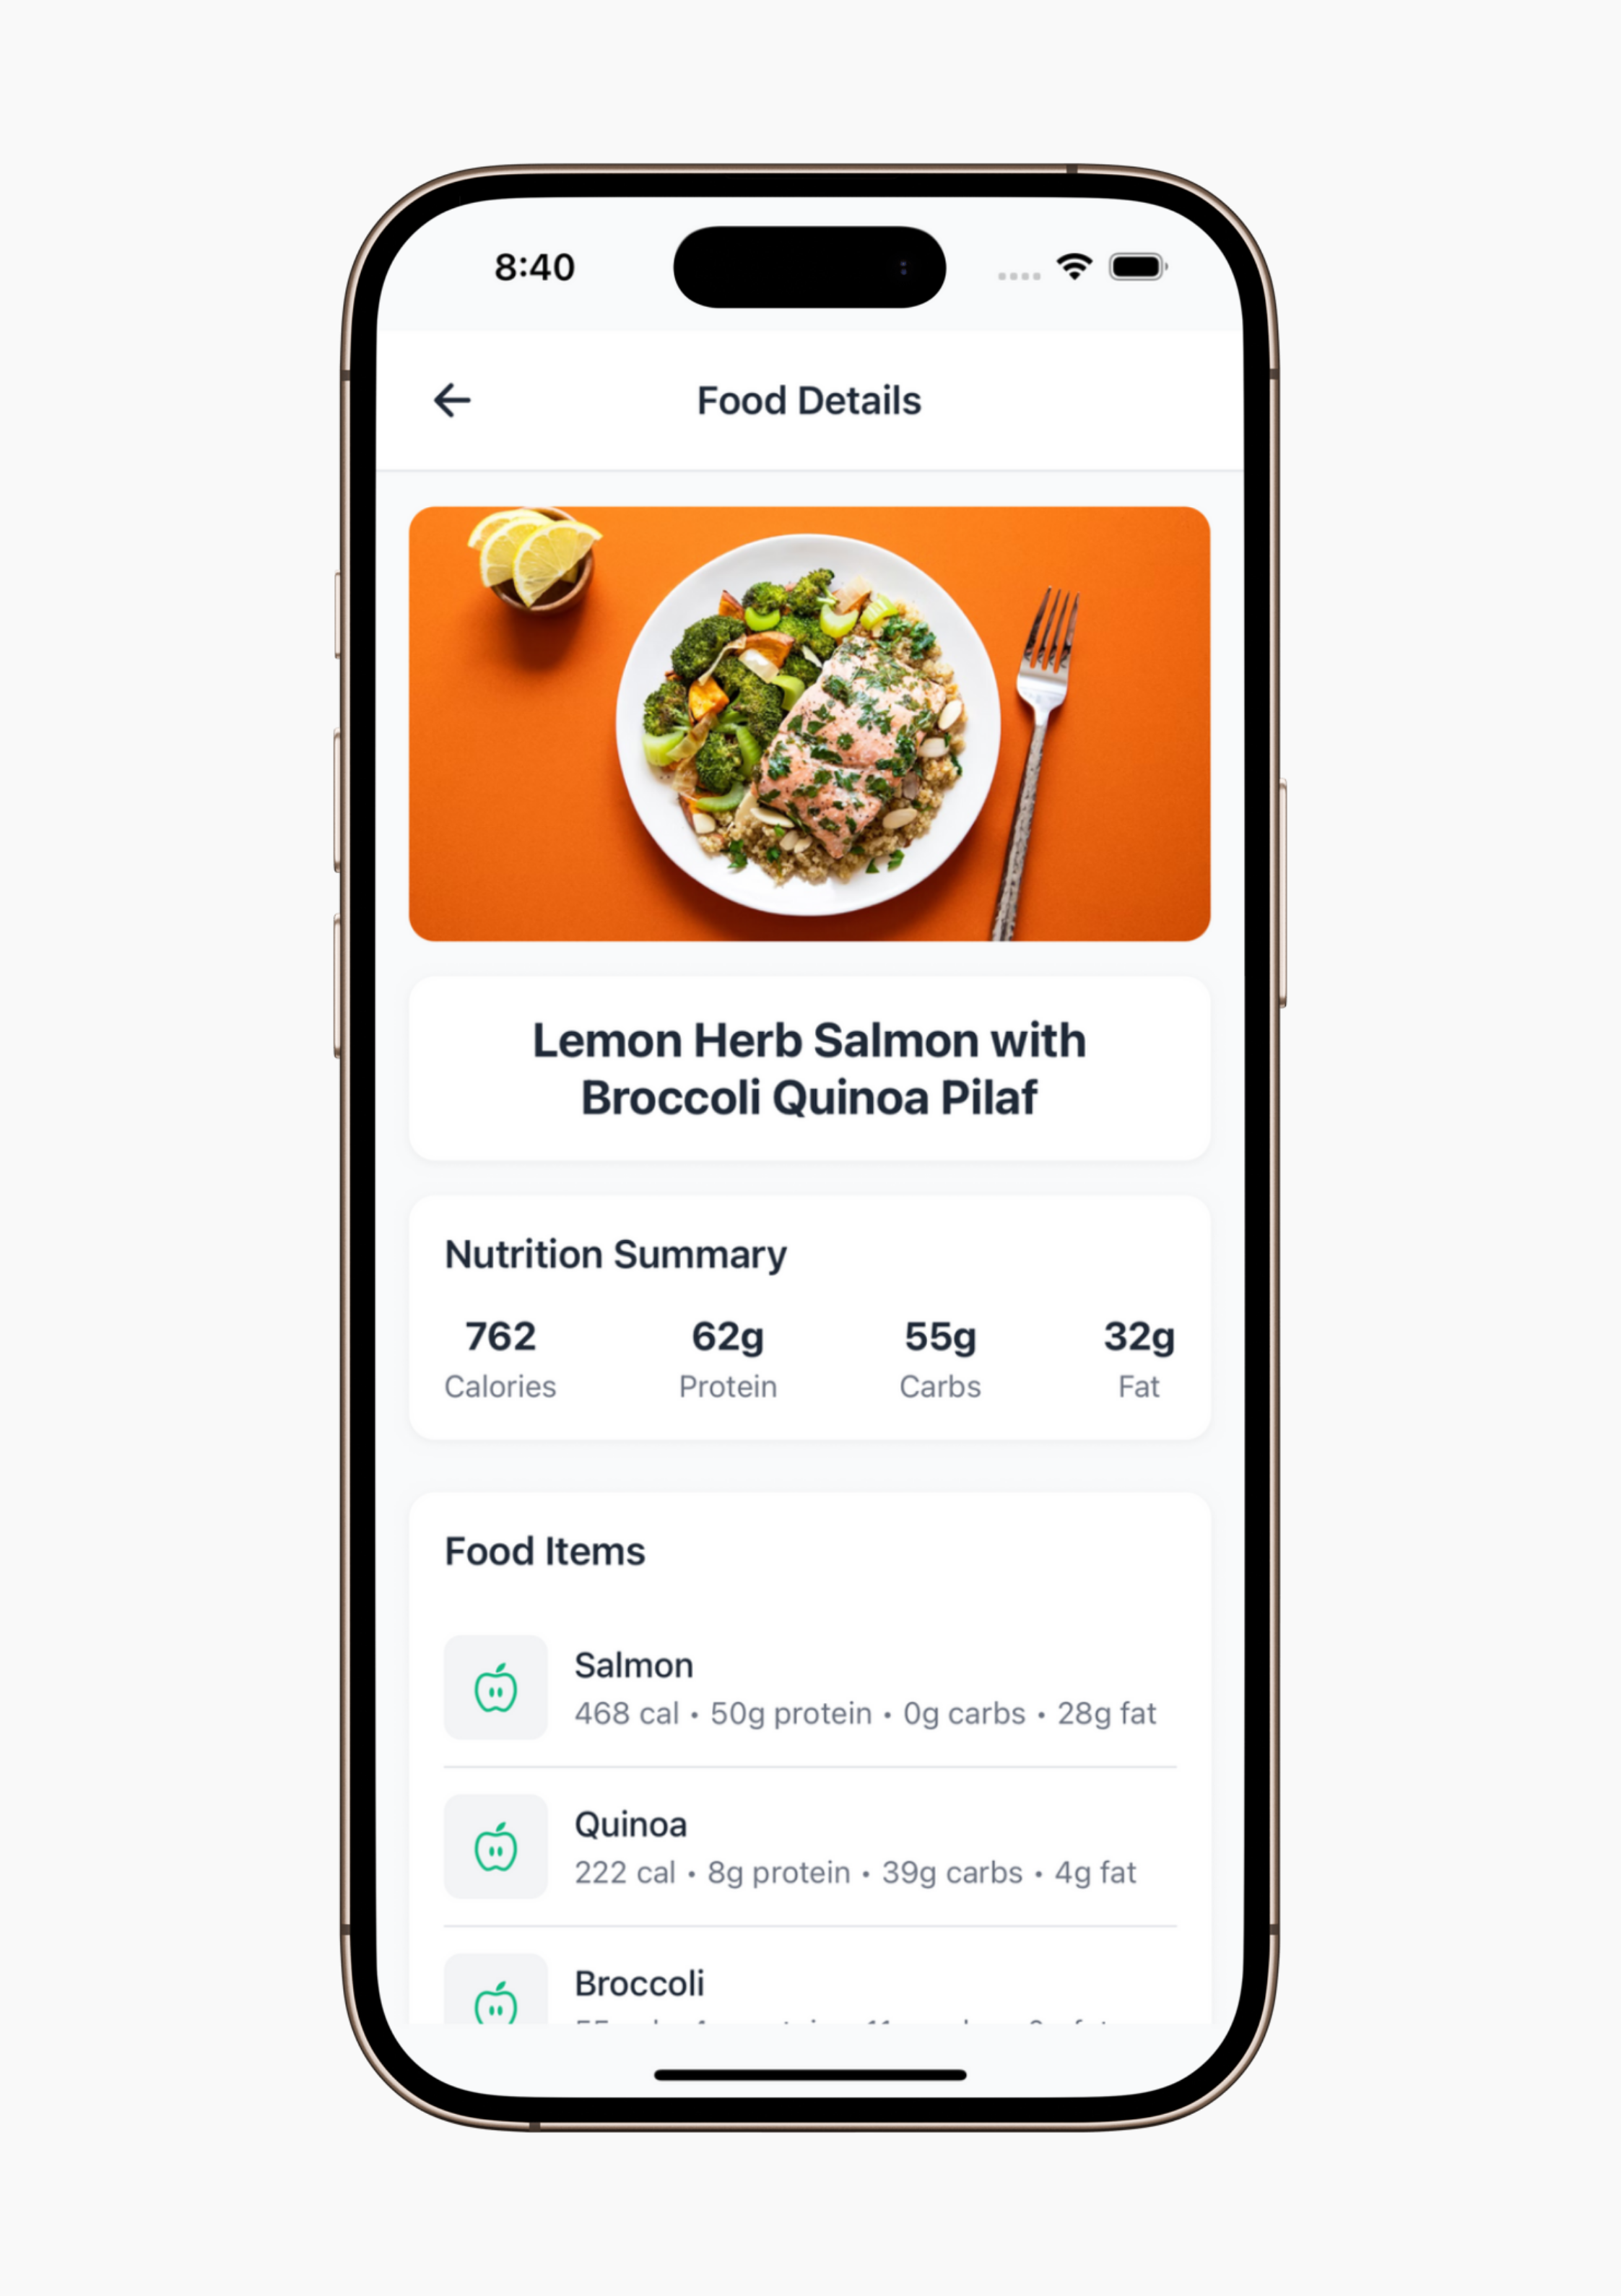 8:40
Food Details
Lemon Herb Salmon with
Broccoli Quinoa Pilaf
Nutrition Summary
762 62g 55g 32g
Calories Protein Carbs Fat
Food Items
Salmon
468 cal • 50g protein • 0g carbs • 28g fat
Quinoa
222 cal • 8g protein • 39g carbs • 4g fat
Broccoli